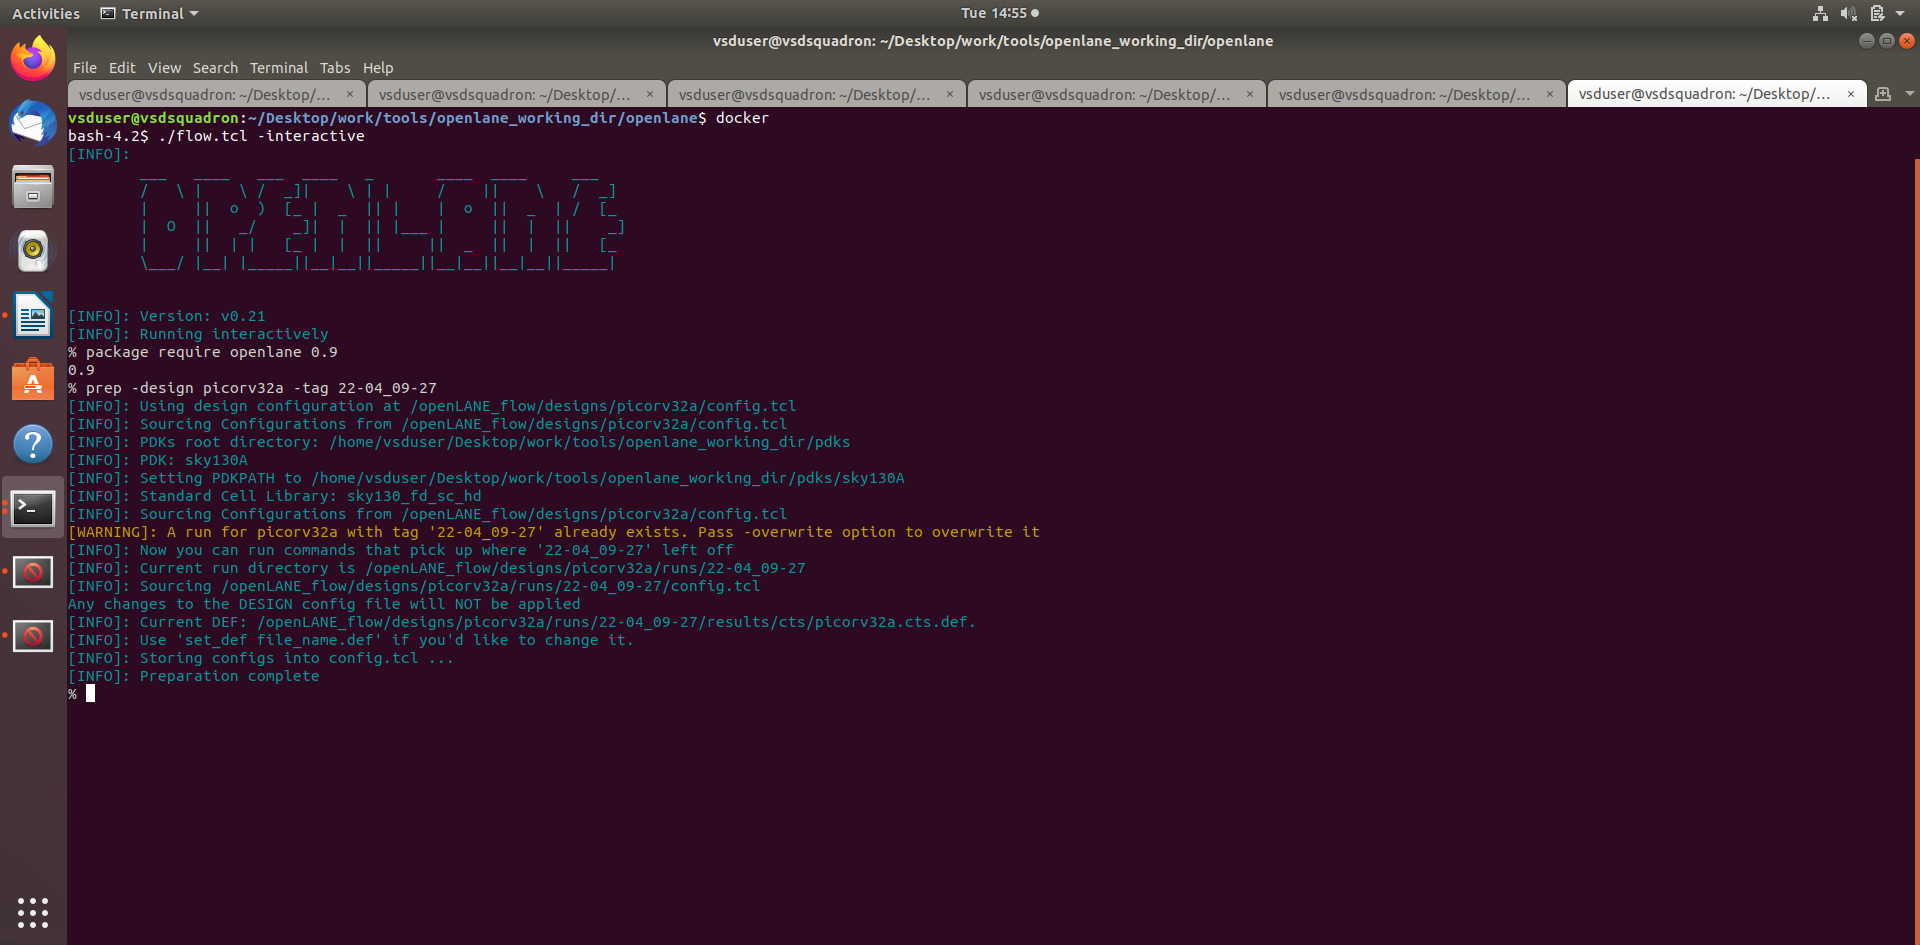 Activities Terminal Tue 14:55
vsduser@vsdsquadron: ~/Desktop/work/tools/openlane_working_dir/openlane
File Edit View Search Terminal Tabs Help
vsduser@vsdsquadron: ~/Desktop/... × vsduser@vsdsquadron: ~/Desktop/... × vsduser@vsdsquadron: ~/Desktop/... × vsduser@vsdsquadron: ~/Desktop/... × vsduser@vsdsquadron: ~/Desktop/... × vsduser@vsdsquadron: ~/Desktop/... ×
vsduser@vsdsquadron:~/Desktop/work/tools/openlane_working_dir/openlane$ docker
bash-4.2$ ./flow.tcl -interactive
[INFO]:
OPENLANE
[INFO]: Version: v0.21
[INFO]: Running interactively
% package require openlane 0.9
0.9
% prep -design picorv32a -tag 22-04_09-27
[INFO]: Using design configuration at /openLANE_flow/designs/picorv32a/config.tcl
[INFO]: Sourcing Configurations from /openLANE_flow/designs/picorv32a/config.tcl
[INFO]: PDKs root directory: /home/vsduser/Desktop/work/tools/openlane_working_dir/pdks
[INFO]: PDK: sky130A
[INFO]: Setting PDKPATH to /home/vsduser/Desktop/work/tools/openlane_working_dir/pdks/sky130A
[INFO]: Standard Cell Library: sky130_fd_sc_hd
[INFO]: Sourcing Configurations from /openLANE_flow/designs/picorv32a/config.tcl
[WARNING]: A run for picorv32a with tag '22-04_09-27' already exists. Pass -overwrite option to overwrite it
[INFO]: Now you can run commands that pick up where '22-04_09-27' left off
[INFO]: Current run directory is /openLANE_flow/designs/picorv32a/runs/22-04_09-27
[INFO]: Sourcing /openLANE_flow/designs/picorv32a/runs/22-04_09-27/config.tcl
Any changes to the DESIGN config file will NOT be applied
[INFO]: Current DEF: /openLANE_flow/designs/picorv32a/runs/22-04_09-27/results/cts/picorv32a.cts.def.
[INFO]: Use 'set_def file_name.def' if you'd like to change it.
[INFO]: Storing configs into config.tcl ...
[INFO]: Preparation complete
%